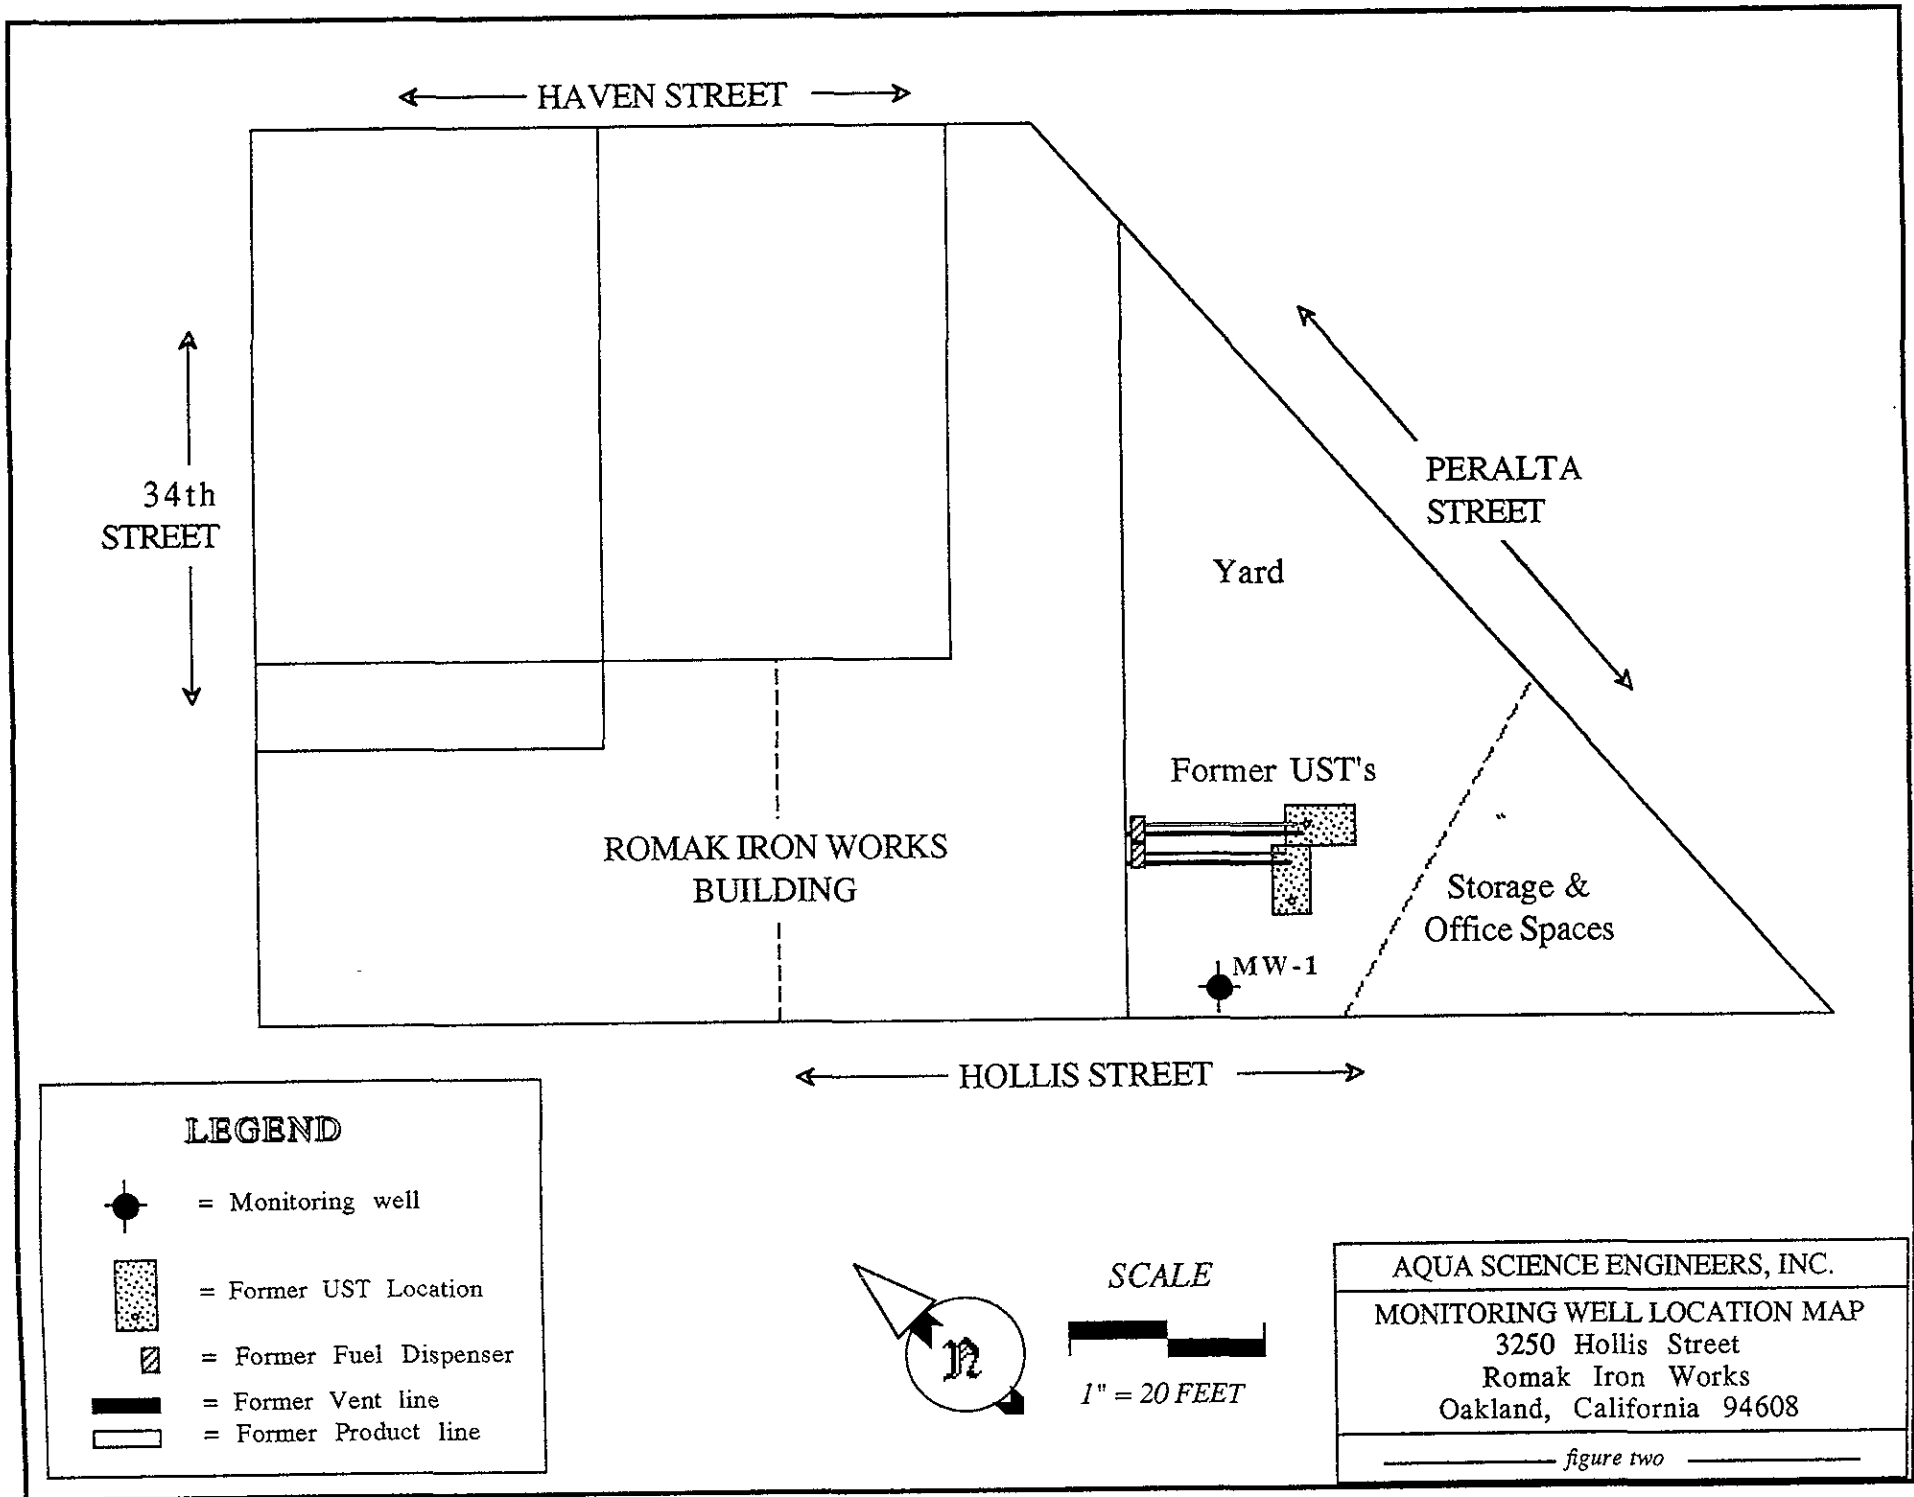 HAVEN STREET
34th
STREET
PERALTA
STREET
Yard
Former UST's
ROMAK IRON WORKS
BUILDING
Storage &
Office Spaces
MW-1
HOLLIS STREET
LEGEND
= Monitoring well
= Former UST Location
= Former Fuel Dispenser
= Former Vent line
= Former Product line
n
SCALE
1" = 20 FEET
AQUA SCIENCE ENGINEERS, INC.
MONITORING WELL LOCATION MAP
3250 Hollis Street
Romak Iron Works
Oakland, California 94608
figure two